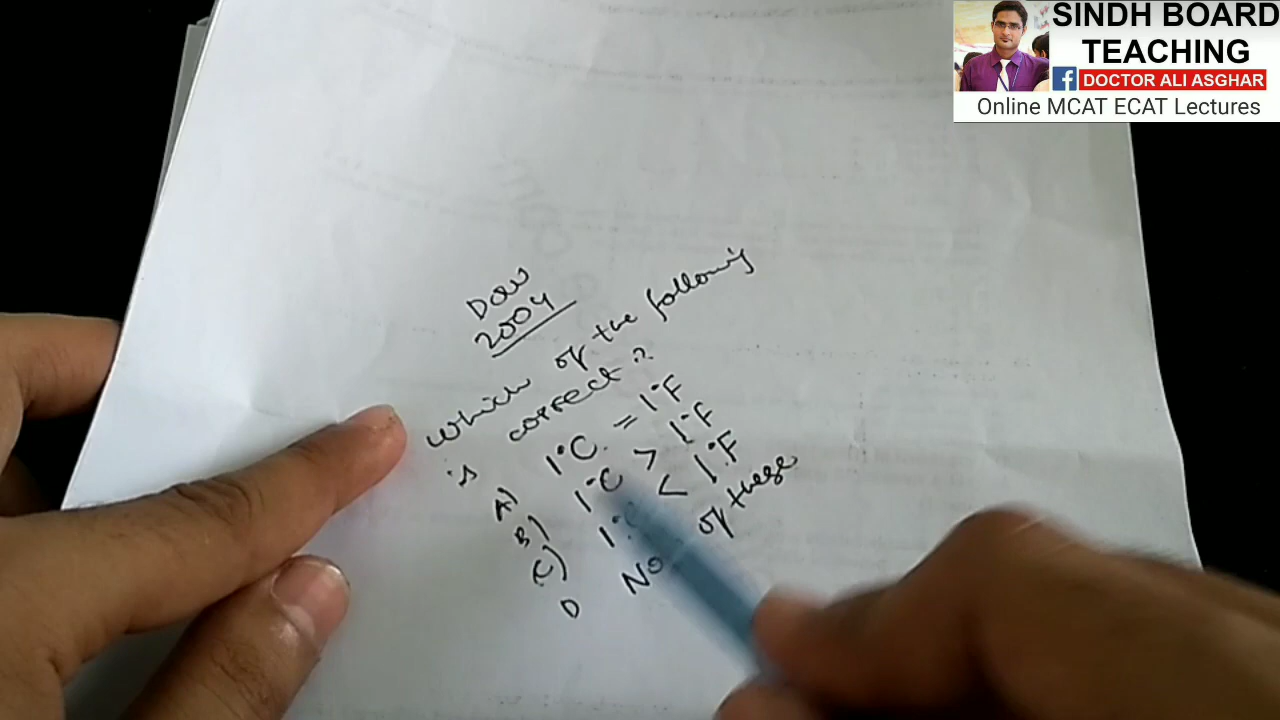 SINDH BOARD
TEACHING
DOCTOR ALI ASGHAR
Online MCAT ECAT Lectures
DOW
2004
Which of the following
is correct?
A) 1°C = 1°F
B) 1°C > 1°F
C) 1°C < 1°F
D of these